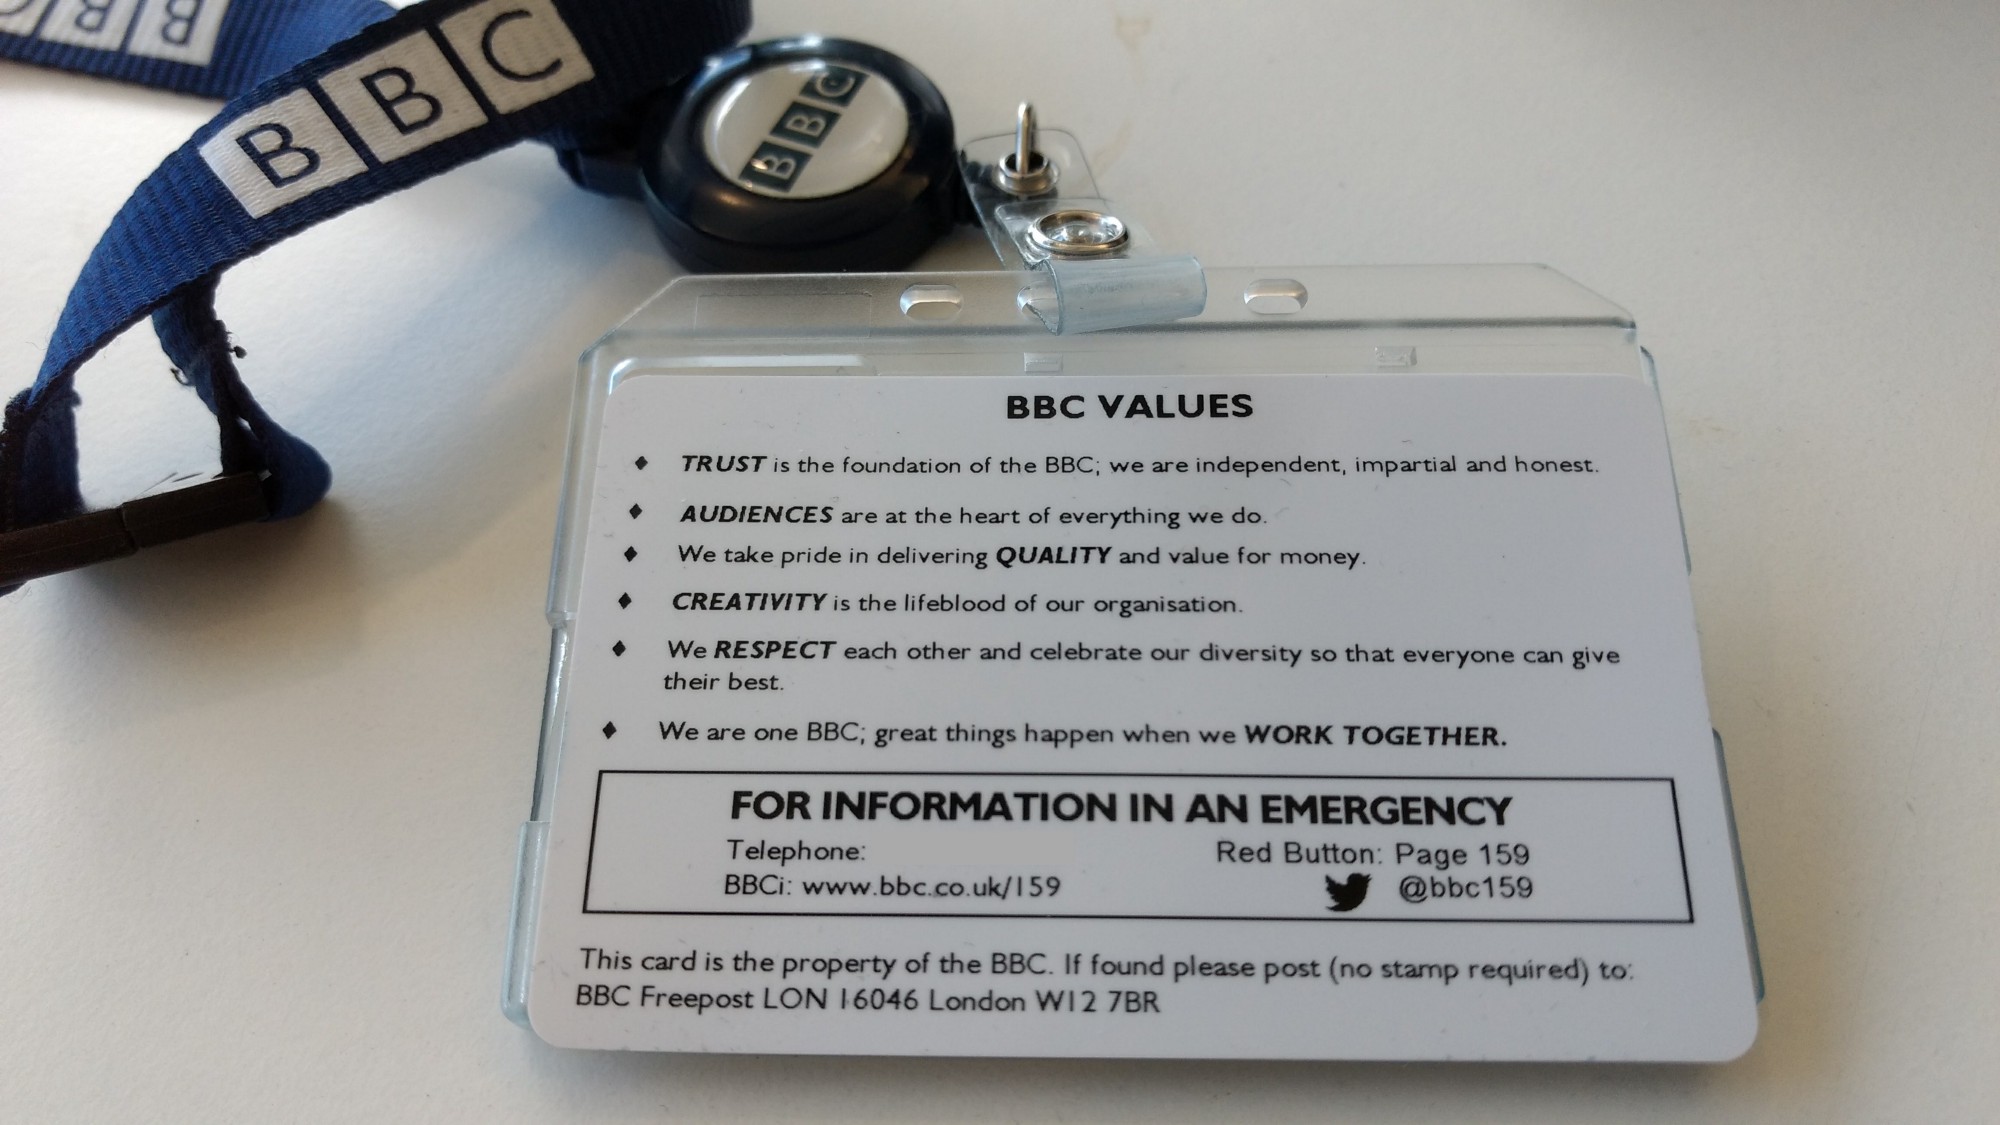 BBC
BBC
BBC
BBC VALUES
♦ TRUST is the foundation of the BBC; we are independent, impartial and honest.
♦ AUDIENCES are at the heart of everything we do.
♦ We take pride in delivering QUALITY and value for money.
♦ CREATIVITY is the lifeblood of our organisation.
♦ We RESPECT each other and celebrate our diversity so that everyone can give
their best.
♦ We are one BBC; great things happen when we WORK TOGETHER.
FOR INFORMATION IN AN EMERGENCY
Telephone: Red Button: Page 159
BBCi: www.bbc.co.uk/159 @bbc159
This card is the property of the BBC. If found please post (no stamp required) to:
BBC Freepost LON 16046 London W12 7BR